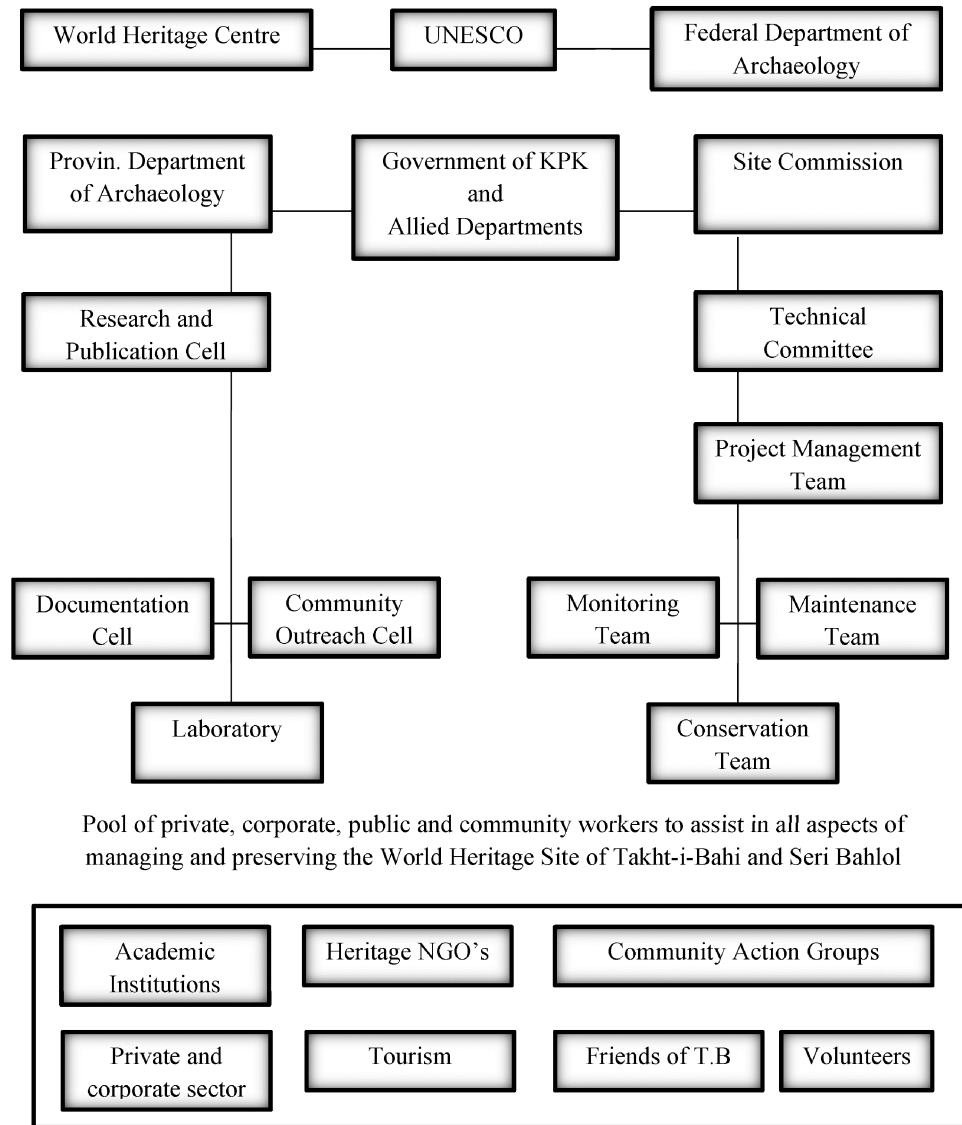 World Heritage Centre
UNESCO
Federal Department of
Archaeology
Provin. Department
of Archaeology
Government of KPK
and
Allied Departments
Site Commission
Research and
Publication Cell
Technical
Committee
Project Management
Team
Documentation
Cell
Community
Outreach Cell
Monitoring
Team
Maintenance
Team
Laboratory
Conservation
Team
Pool of private, corporate, public and community workers to assist in all aspects of
managing and preserving the World Heritage Site of Takht-i-Bahi and Seri Bahlol
Academic
Institutions
Heritage NGO’s
Community Action Groups
Private and
corporate sector
Tourism
Friends of T.B
Volunteers